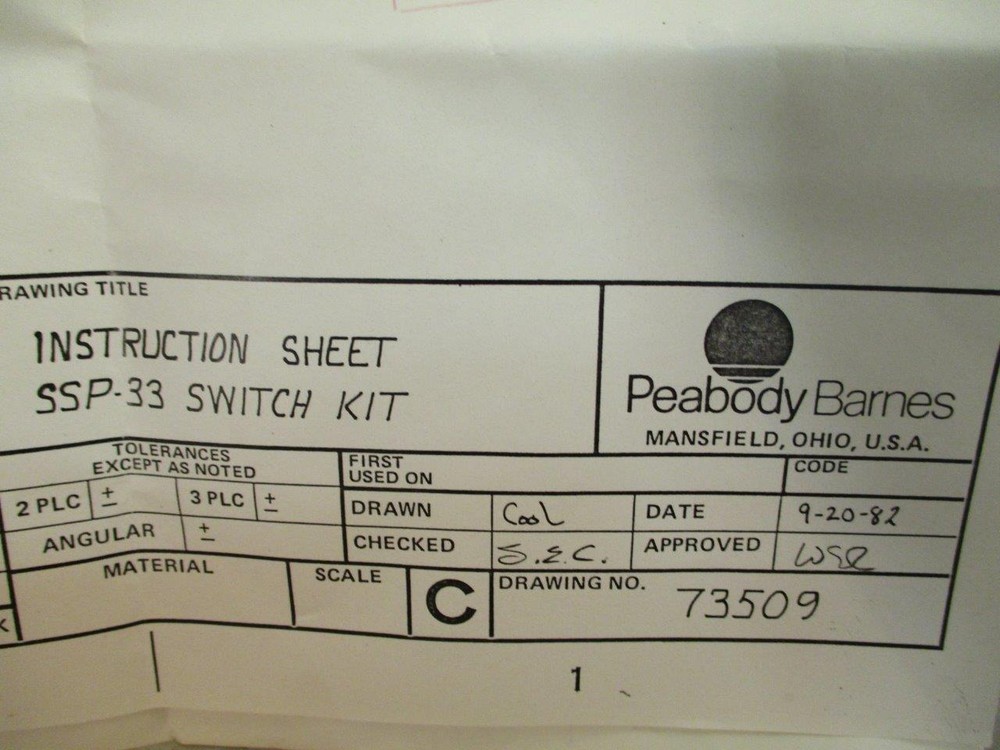 RAWING TITLE
INSTRUCTION SHEET
SSP-33 SWITCH KIT
Peabody Barnes
MANSFIELD, OHIO, U.S.A.
TOLERANCES
EXCEPT AS NOTED
2 PLC ± 3 PLC ±
ANGULAR ±
FIRST
USED ON
CODE
DRAWN Cool DATE 9-20-82
CHECKED S.E.C. APPROVED
MATERIAL
SCALE
C
DRAWING NO.
73509
K
1